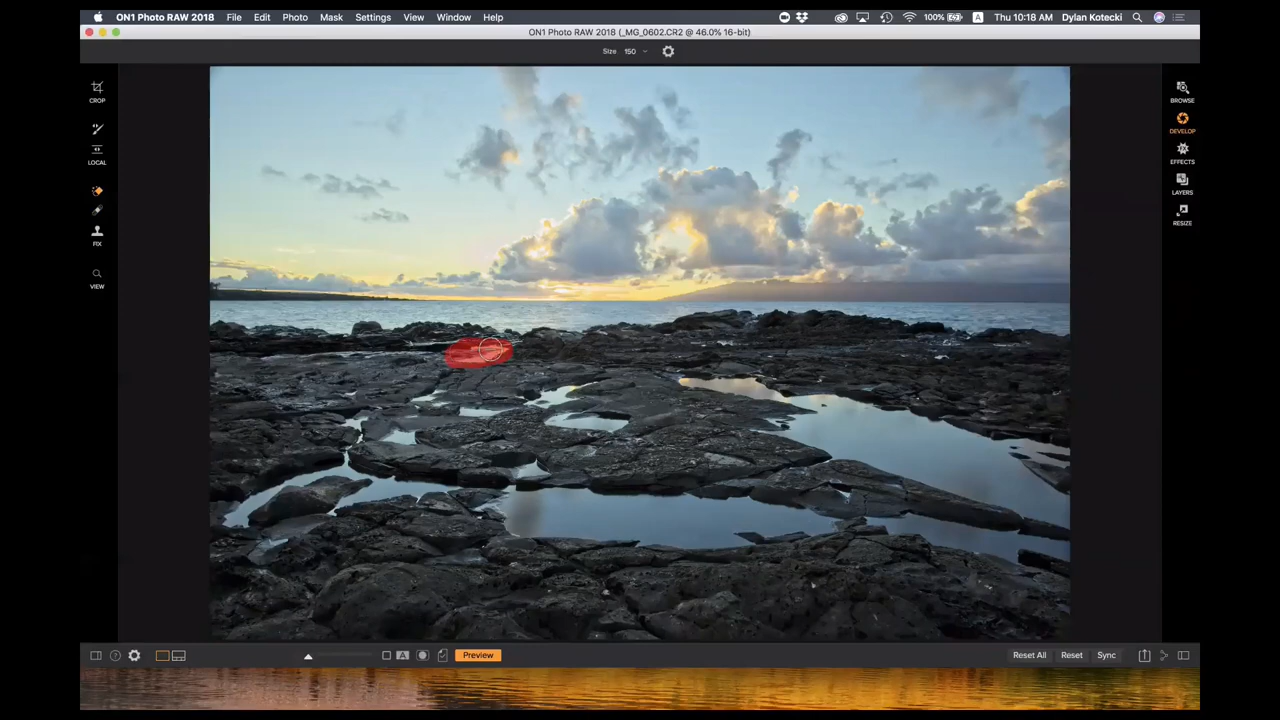 ON1 Photo RAW 2018 File Edit Photo Mask Settings View Window Help 100% A Thu 10:18 AM Dylan Kotecki
ON1 Photo RAW 2018 (_MG_0602.CR2 @ 46.0% 16-bit)
Size 150
CROP
LOCAL
FIX
VIEW
BROWSE
DEVELOP
EFFECTS
LAYERS
RESIZE
? A Preview Reset All Reset Sync